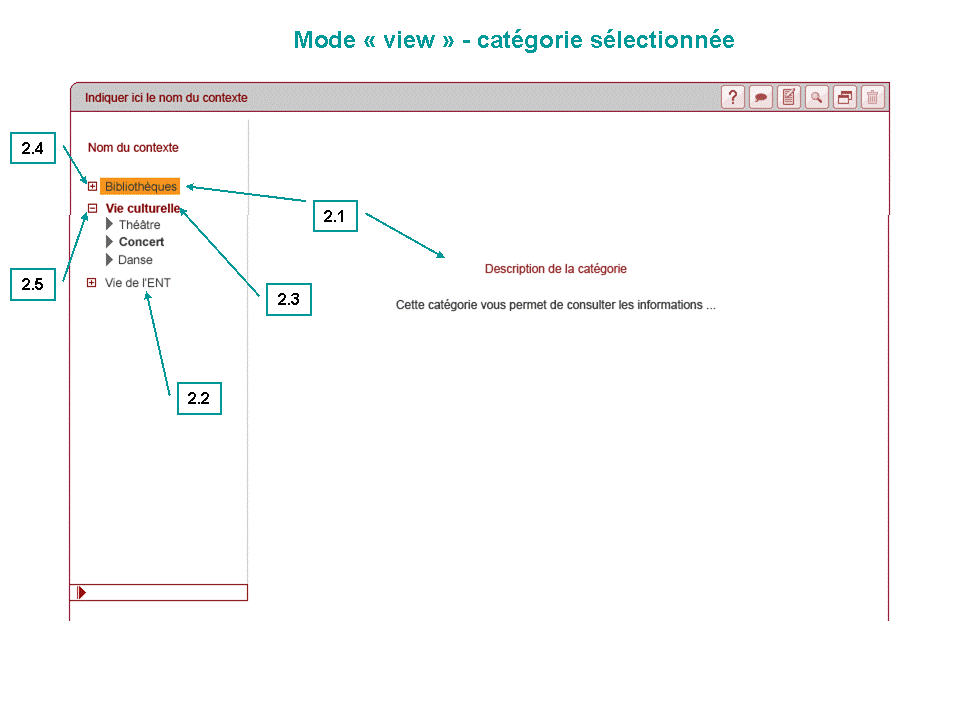 Mode « view » - catégorie sélectionnée
Indiquer ici le nom du contexte
?
2.4
Nom du contexte
Bibliothèques
2.1
Vie culturelle
Théâtre
Concert
Danse
Description de la catégorie
2.5
Vie de l'ENT
2.3
Cette catégorie vous permet de consulter les informations ...
2.2